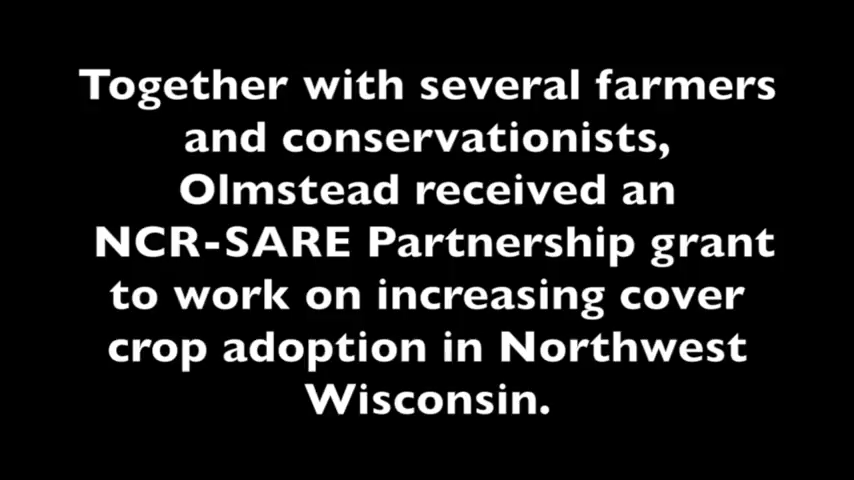 Together with several farmers
and conservationists,
Olmstead received an
NCR-SARE Partnership grant
to work on increasing cover
crop adoption in Northwest
Wisconsin.